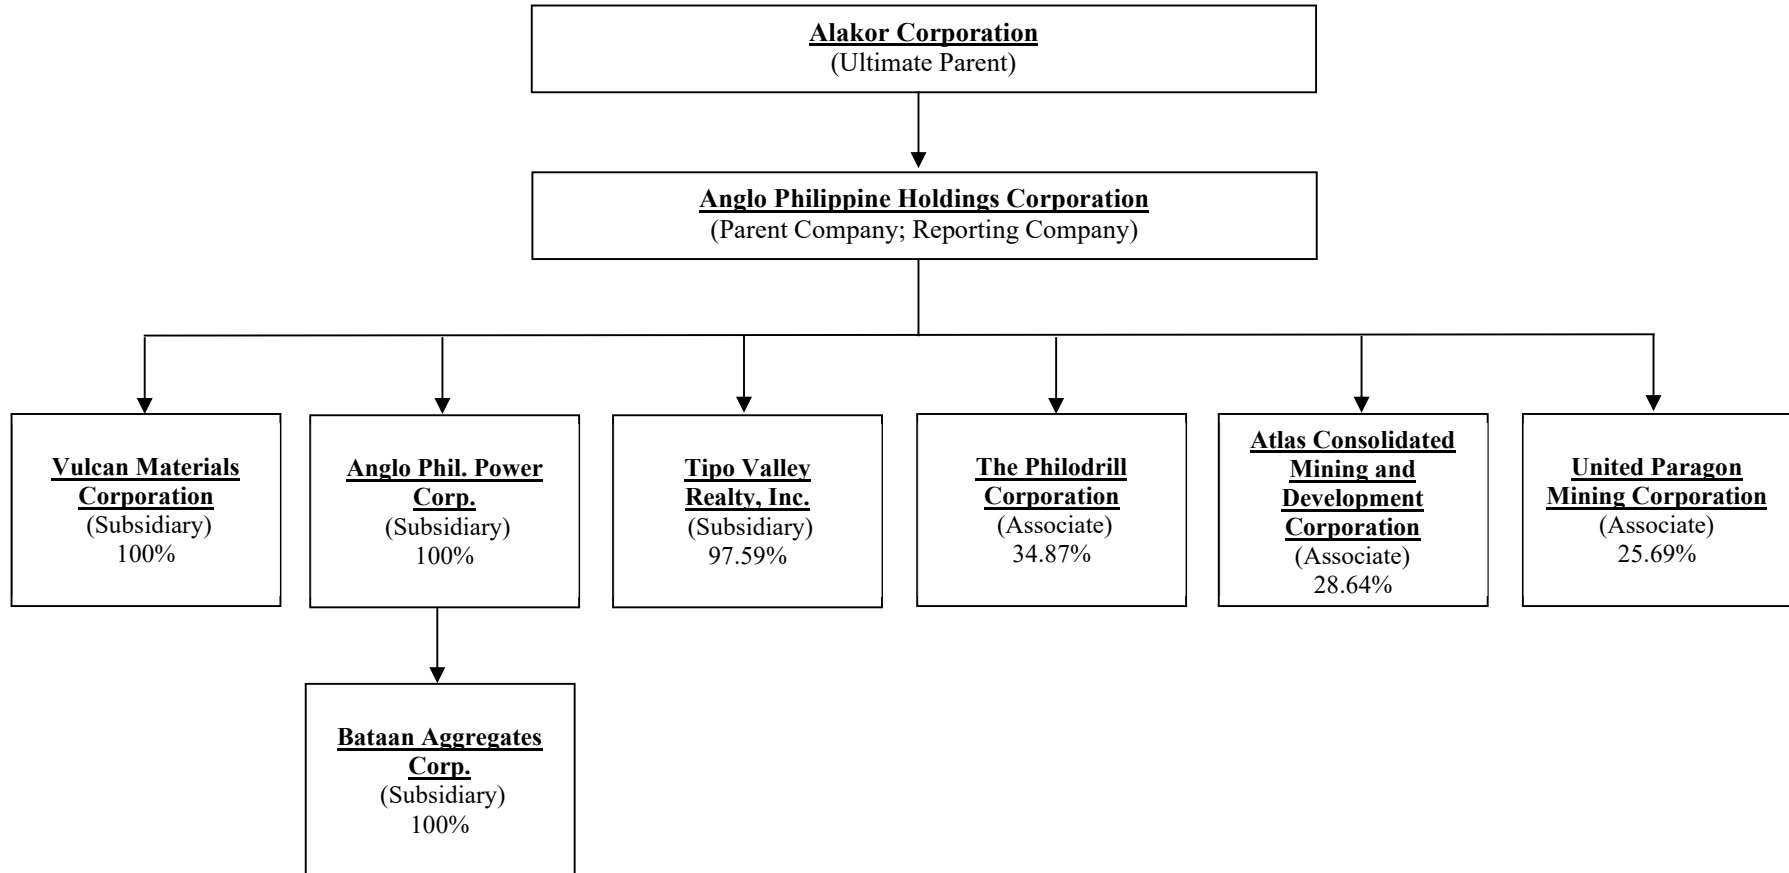 Alakor Corporation
(Ultimate Parent)
Anglo Philippine Holdings Corporation
(Parent Company; Reporting Company)
Vulcan Materials
Corporation
(Subsidiary)
100%
Anglo Phil. Power
Corp.
(Subsidiary)
100%
Tipo Valley
Realty, Inc.
(Subsidiary)
97.59%
The Philodrill
Corporation
(Associate)
34.87%
Atlas Consolidated
Mining and
Development
Corporation
(Associate)
28.64%
United Paragon
Mining Corporation
(Associate)
25.69%
Bataan Aggregates
Corp.
(Subsidiary)
100%